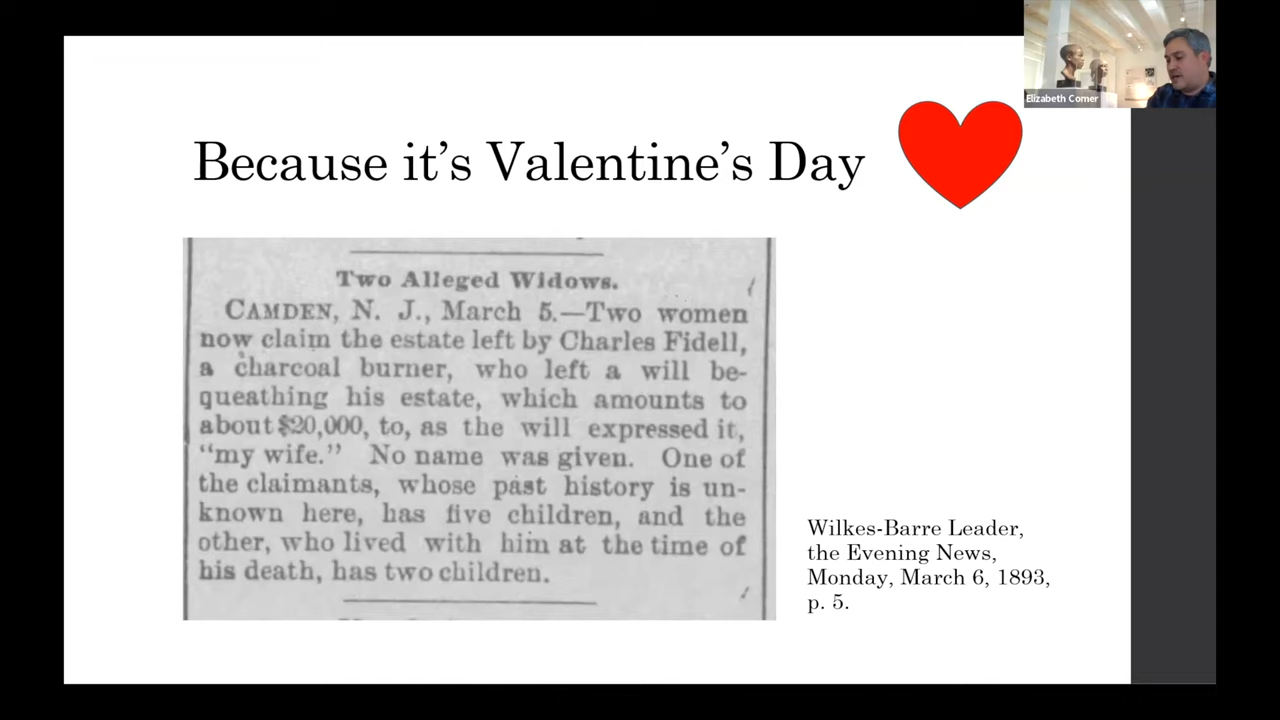 Elizabeth Comer
Because it's Valentine's Day
Two Alleged Widows.
CAMDEN, N. J., March 5.—Two women
now claim the estate left by Charles Fidell,
a charcoal burner, who left a will be-
queathing his estate, which amounts to
about $20,000, to, as the will expressed it,
"my wife." No name was given. One of
the claimants, whose past history is un-
known here, has five children, and the
other, who lived with him at the time of
his death, has two children.
Wilkes-Barre Leader,
the Evening News,
Monday, March 6, 1893,
p. 5.